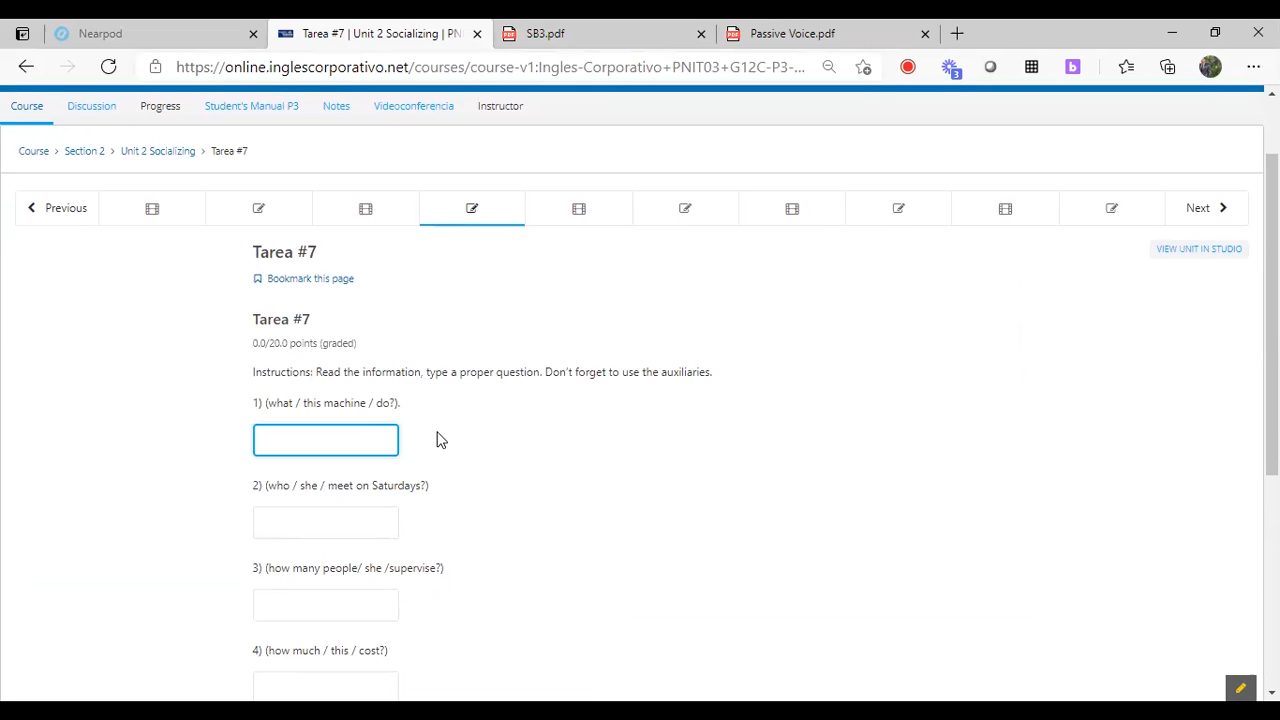 Nearpod
Tarea #7 | Unit 2 Socializing | PNI
SB3.pdf
Passive Voice.pdf
https://online.inglescorporativo.net/courses/course-v1:Ingles-Corporativo+PNIT03+G12C-P3-...
3
b
Course
Discussion
Progress
Student's Manual P3
Notes
Videoconferencia
Instructor
Course > Section 2 > Unit 2 Socializing > Tarea #7
Previous
Next
Tarea #7
VIEW UNIT IN STUDIO
Bookmark this page
Tarea #7
0.0/20.0 points (graded)
Instructions: Read the information, type a proper question. Don't forget to use the auxiliaries.
1) (what / this machine / do?).
2) (who / she / meet on Saturdays?)
3) (how many people/ she /supervise?)
4) (how much / this / cost?)